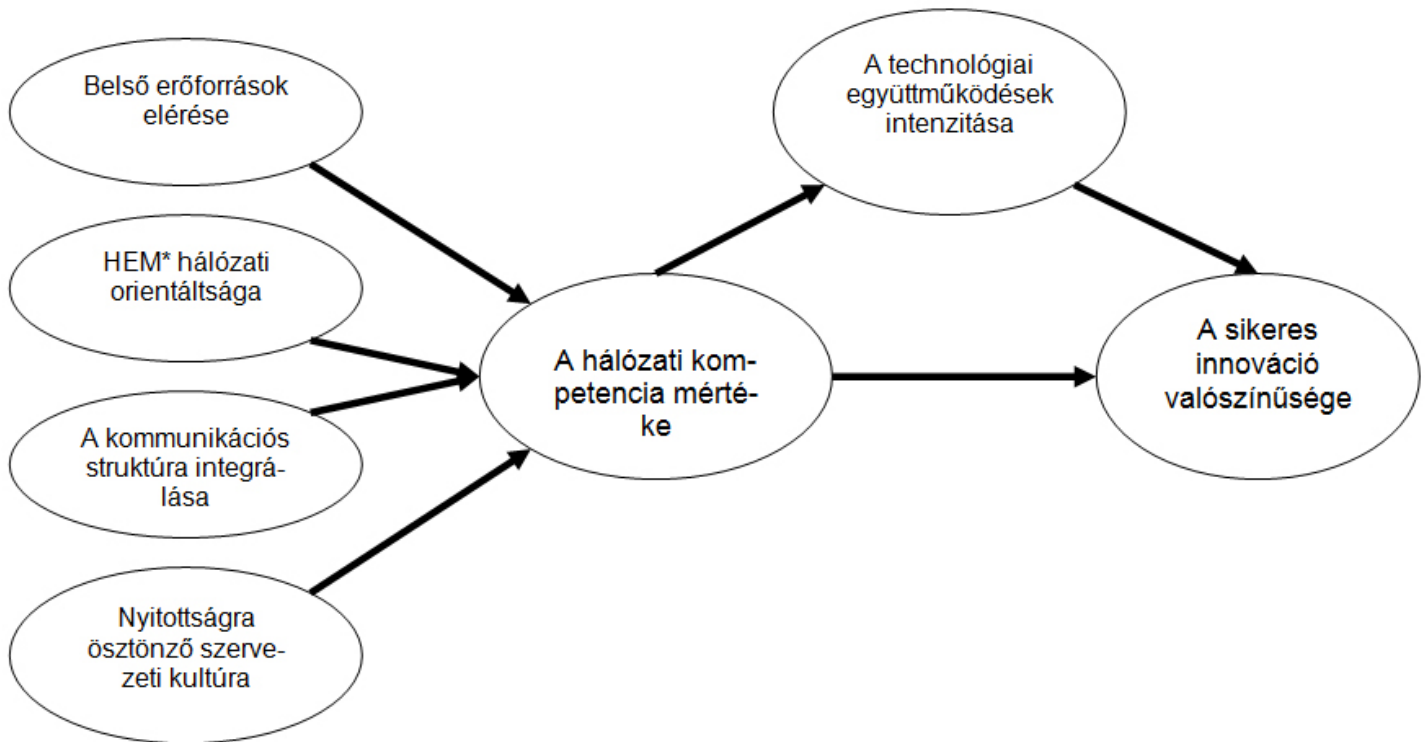 Belső erőforrások
elérése
HEM* hálózati
orientáltsága
A kommunikációs
struktúra integrá-
lása
Nyitottságra
ösztönző szerve-
zeti kultúra
A hálózati kom-
petencia mérté-
ke
A technológiai
együttműködések
intenzitása
A sikeres
innováció
valószínűsége